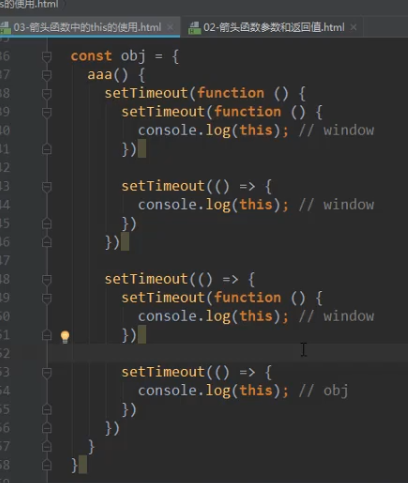 的使用.html
03-箭头函数中的this的使用.html × 02-箭头函数参数和返回值.html ×
36 const obj = {
37 aaa() {
38 setTimeout(function () {
39 setTimeout(function () {
40 console.log(this); // window
41 })
42
43 setTimeout(() => {
44 console.log(this); // window
45 })
46 })
47
48 setTimeout(() => {
49 setTimeout(function () {
50 console.log(this); // window
51 })
52
53 setTimeout(() => {
54 console.log(this); // obj
55 })
56 })
57 }
58 }